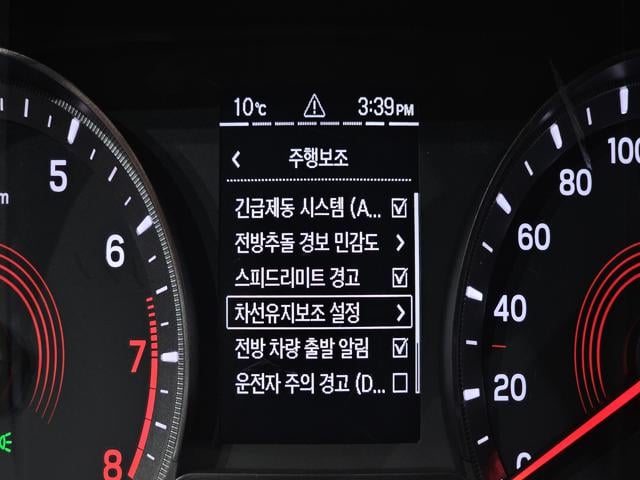 10℃ 3:39PM
주행보조
긴급제동 시스템 (A...
전방추돌 경보 민감도
스피드리미트 경고
차선유지보조 설정
전방 차량 출발 알림
운전자 주의 경고 (D...
5
6
7
8
100
80
60
40
20
0